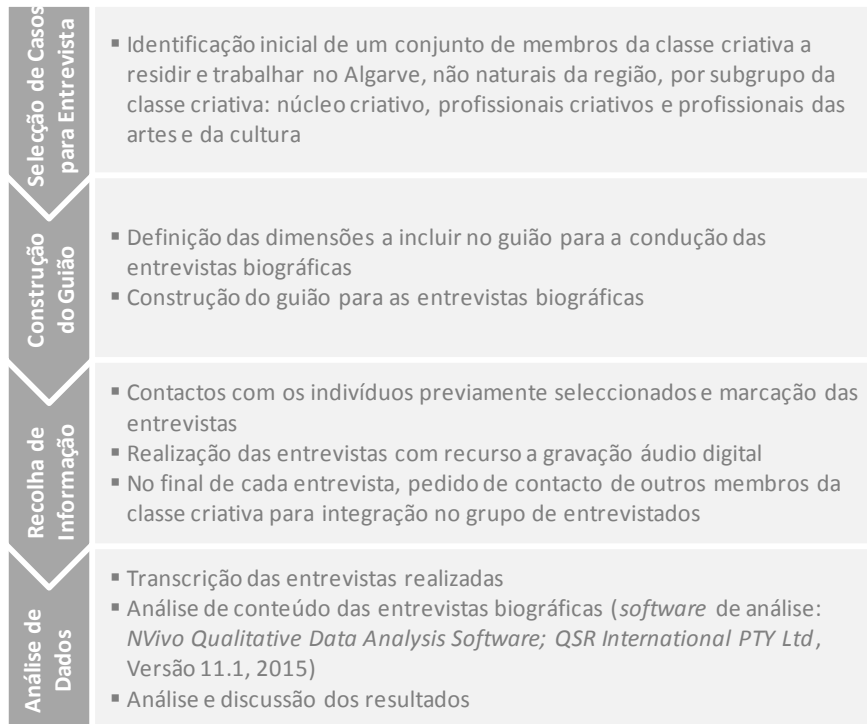 Selecção de Casos
para Entrevista
▪ Identificação inicial de um conjunto de membros da classe criativa a
residir e trabalhar no Algarve, não naturais da região, por subgrupo da
classe criativa: núcleo criativo, profissionais criativos e profissionais das
artes e da cultura
Construção
do Guião
▪ Definição das dimensões a incluir no guião para a condução das
entrevistas biográficas
▪ Construção do guião para as entrevistas biográficas
Recolha de
Informação
▪ Contactos com os indivíduos previamente seleccionados e marcação das
entrevistas
▪ Realização das entrevistas com recurso a gravação áudio digital
▪ No final de cada entrevista, pedido de contacto de outros membros da
classe criativa para integração no grupo de entrevistados
Análise de
Dados
▪ Transcrição das entrevistas realizadas
▪ Análise de conteúdo das entrevistas biográficas (software de análise:
NVivo Qualitative Data Analysis Software; QSR International PTY Ltd,
Versão 11.1, 2015)
▪ Análise e discussão dos resultados